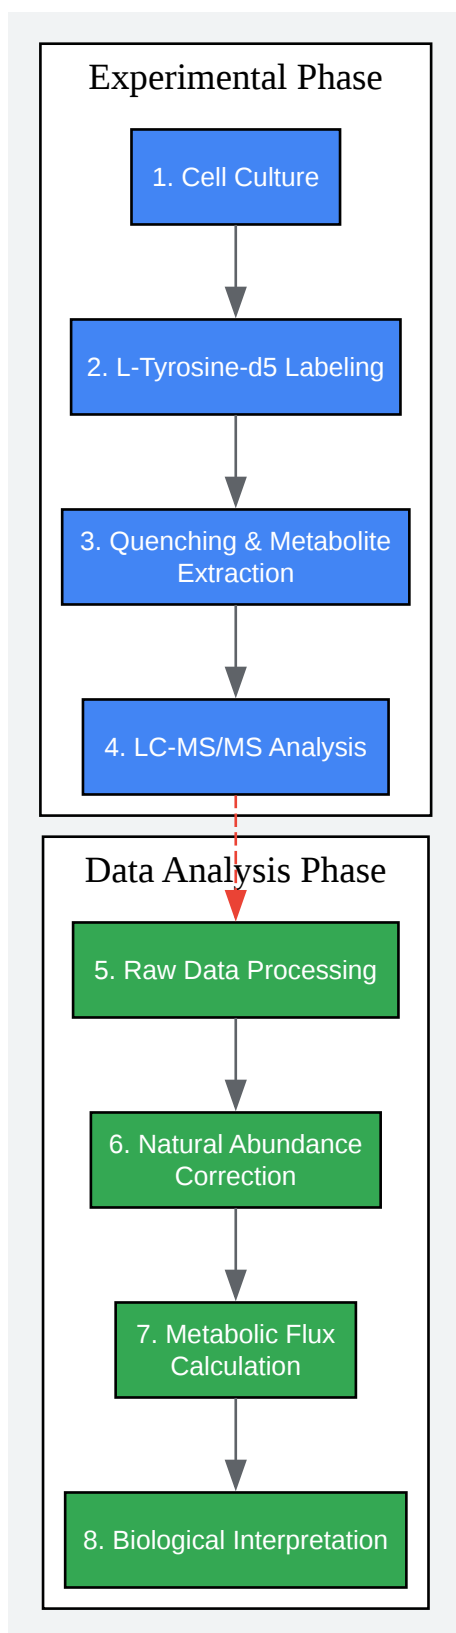 Experimental Phase
1. Cell Culture
2. L-Tyrosine-d5 Labeling
3. Quenching & Metabolite
Extraction
4. LC-MS/MS Analysis
Data Analysis Phase
5. Raw Data Processing
6. Natural Abundance
Correction
7. Metabolic Flux
Calculation
8. Biological Interpretation